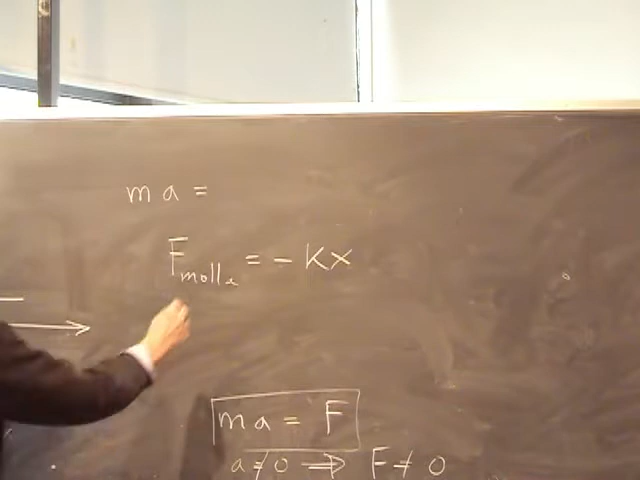 ma =
F_molla = - Kx
ma = F
a ≠ 0 ⇒ F ≠ 0